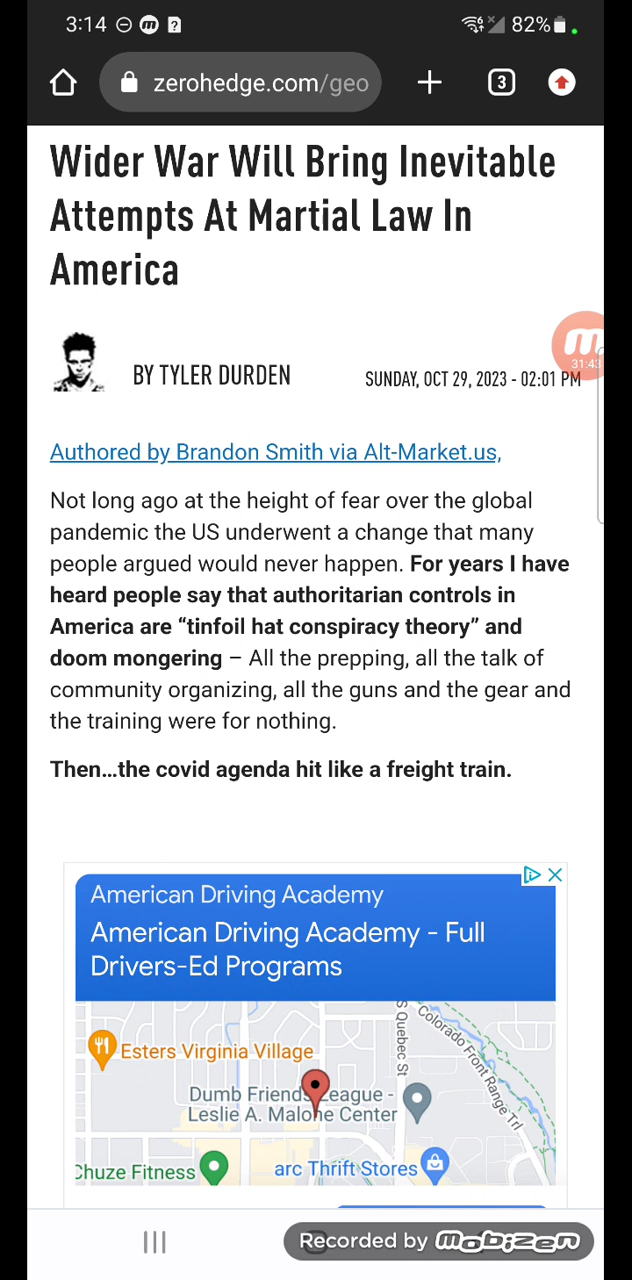 3:14
82%
zerohedge.com/geo
3
Wider War Will Bring Inevitable
Attempts At Martial Law In
America
BY TYLER DURDEN
SUNDAY, OCT 29, 2023 - 02:01 PM
31:43
Authored by Brandon Smith via Alt-Market.us,
Not long ago at the height of fear over the global
pandemic the US underwent a change that many
people argued would never happen. For years I have
heard people say that authoritarian controls in
America are “tinfoil hat conspiracy theory” and
doom mongering – All the prepping, all the talk of
community organizing, all the guns and the gear and
the training were for nothing.
Then…the covid agenda hit like a freight train.
American Driving Academy
American Driving Academy - Full
Drivers-Ed Programs
S Quebec St
Colorado Front Range Trl
Esters Virginia Village
Dumb Friends League -
Leslie A. Malone Center
Chuze Fitness
arc Thrift Stores
Recorded by mobizen